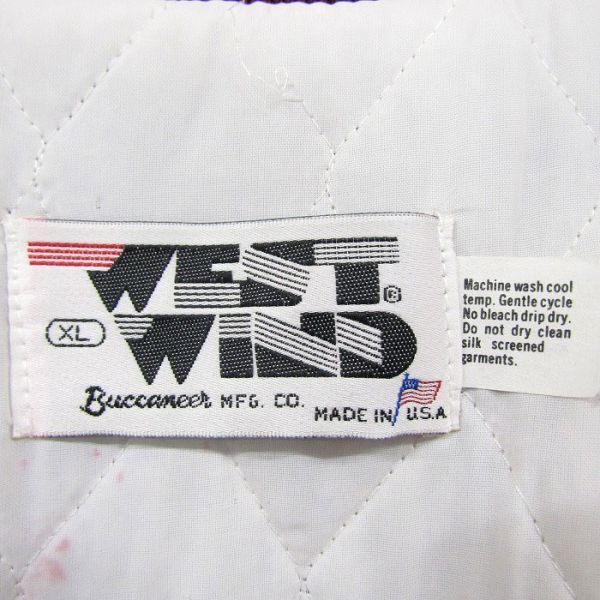 WEST
®
XL
WIND
Buccaneer MFG. CO.
MADE IN U.S.A
Machine wash cool
temp. Gentle cycle
No bleach drip dry.
Do not dry clean
silk screened
garments.